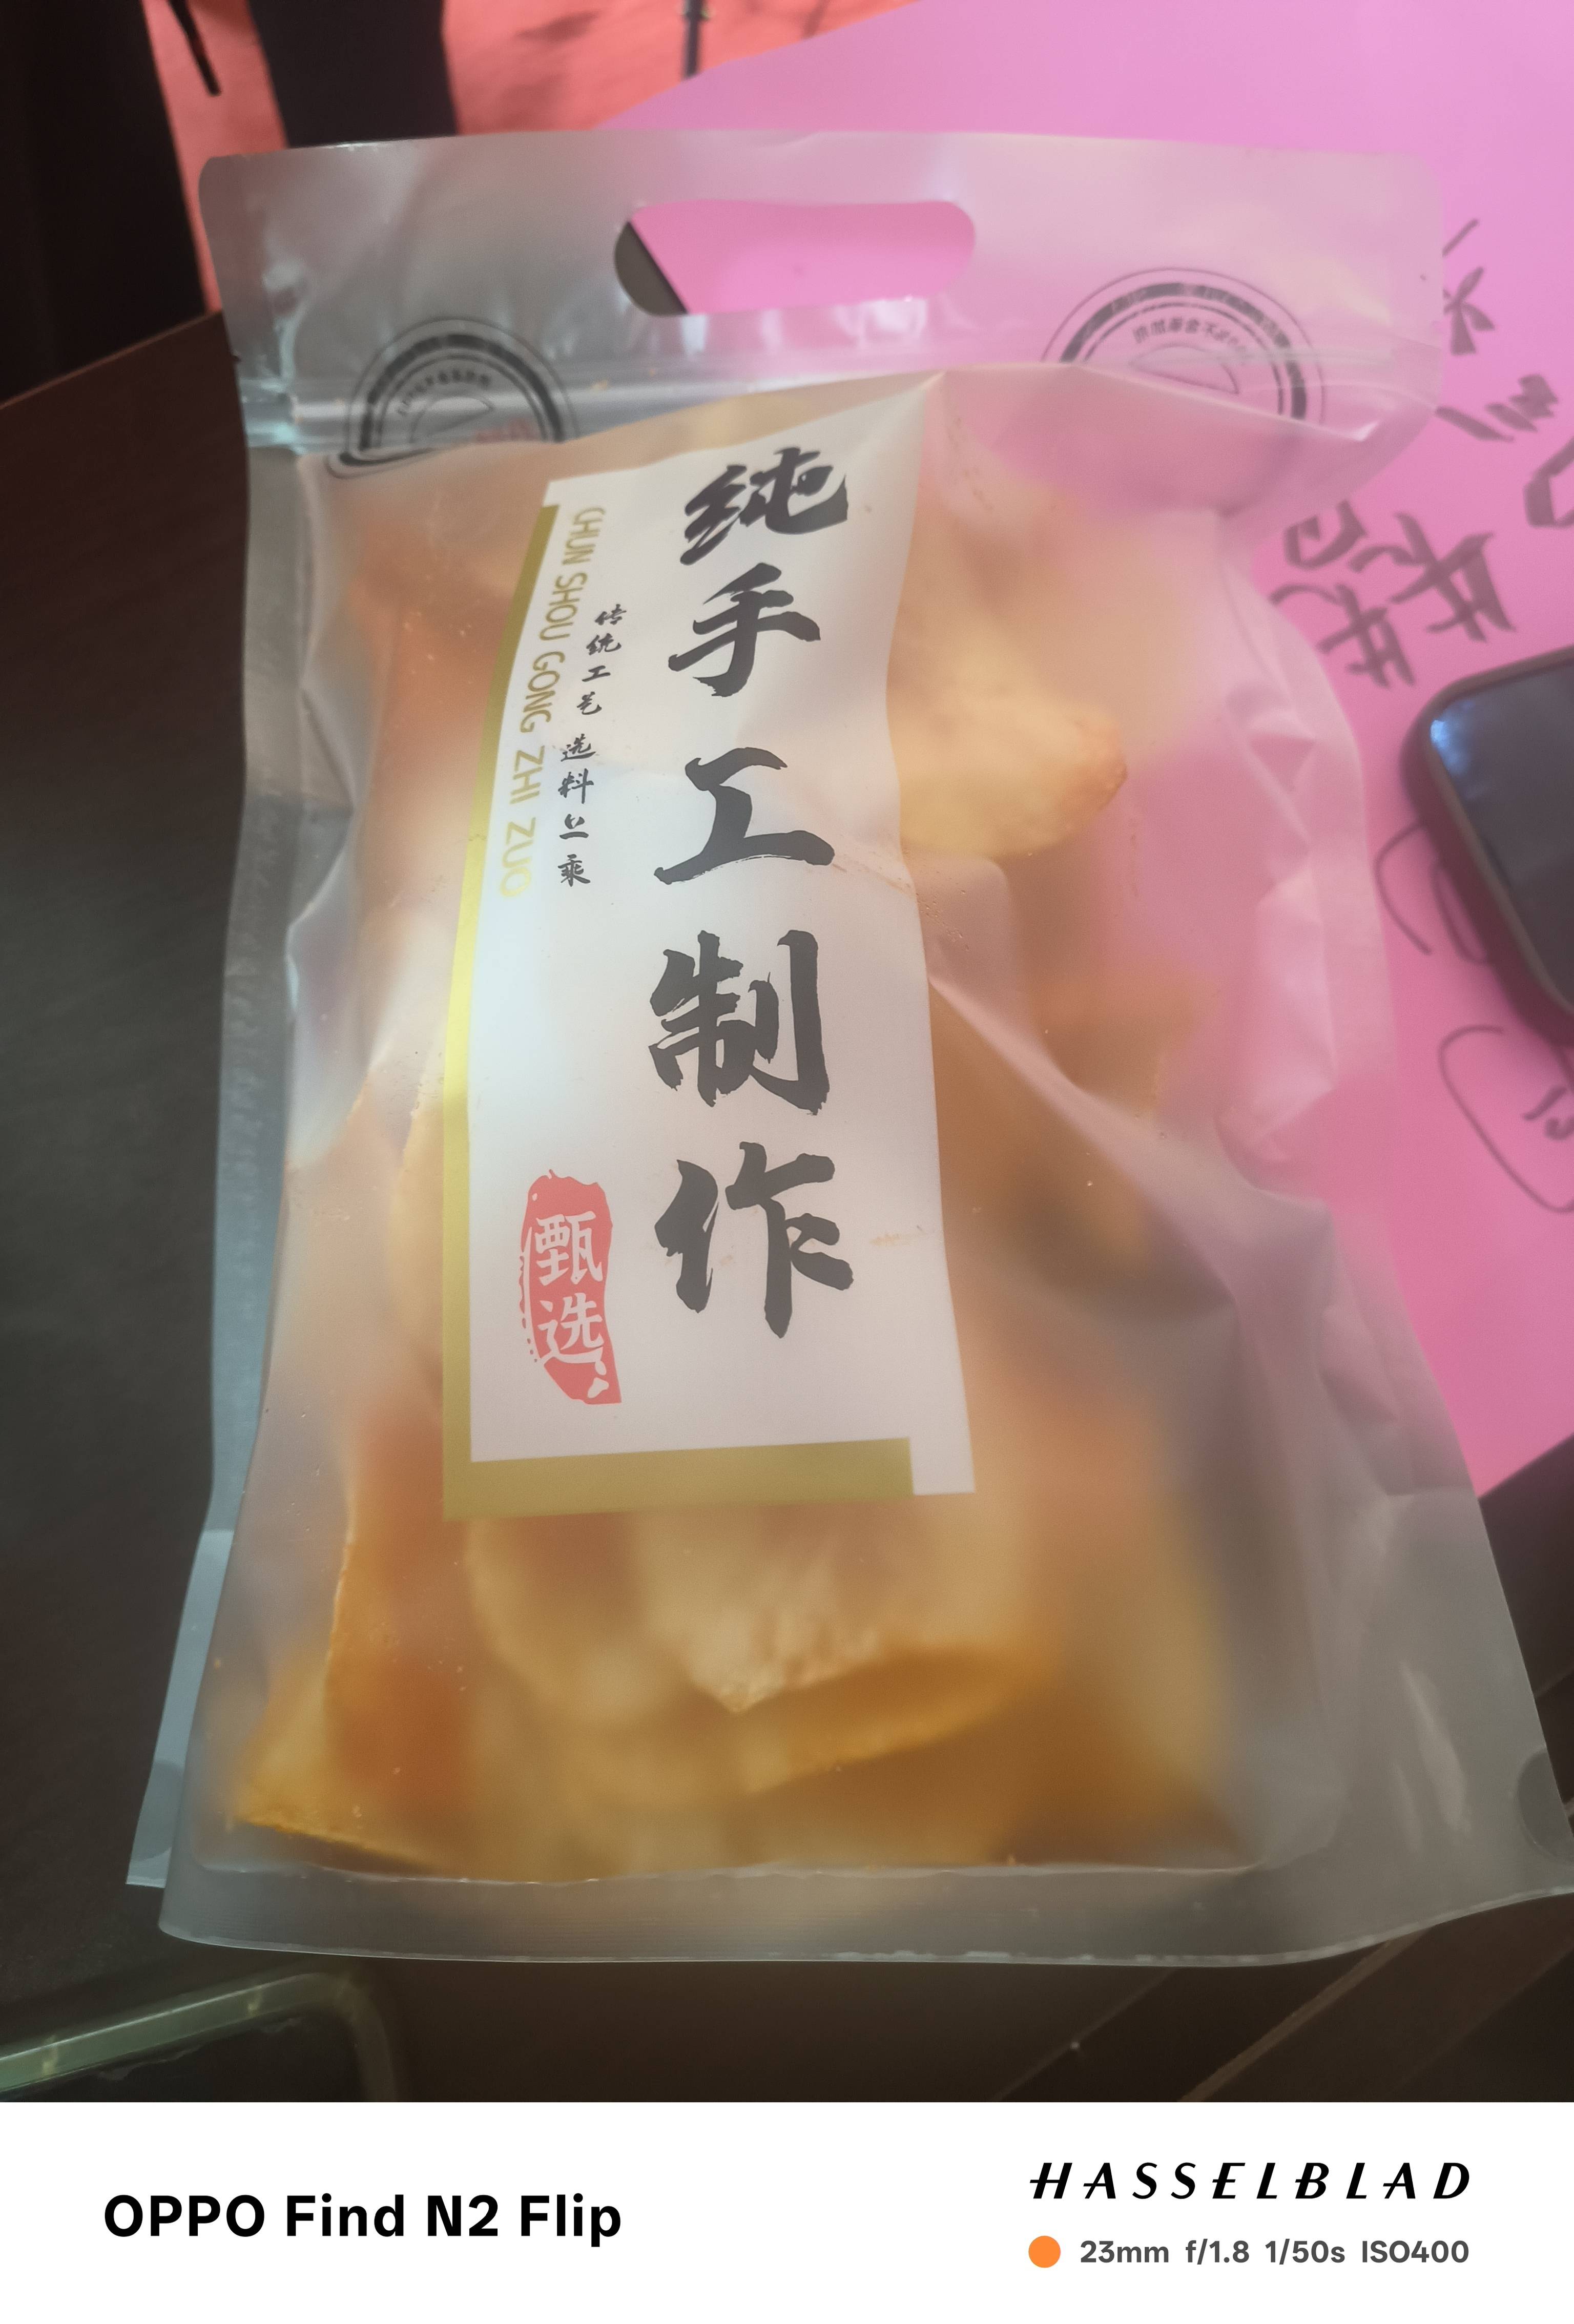 纯手工制作
传统工艺 选料上乘
CHUN SHOU GONG ZHI ZUO
甄选
OPPO Find N2 Flip
HASSELBLAD
23mm f/1.8 1/50s ISO400